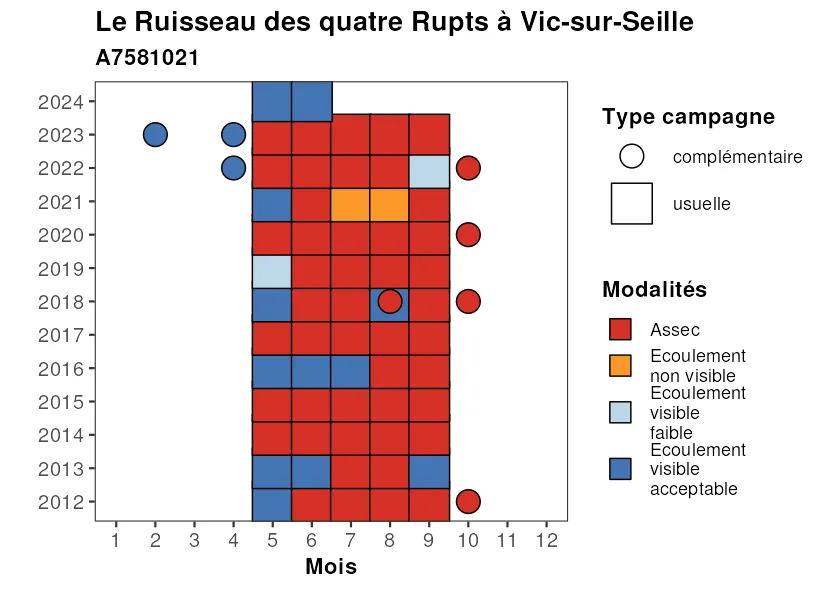 Le Ruisseau des quatre Rupts à Vic-sur-Seille
A7581021
2024
2023
2022
2021
2020
2019
2018
2017
2016
2015
2014
2013
2012
1 2 3 4 5 6 7 8 9 10 11 12
Mois
Type campagne
complémentaire
usuelle
Modalités
Assec
Ecoulement
non visible
Ecoulement
visible
faible
Ecoulement
visible
acceptable